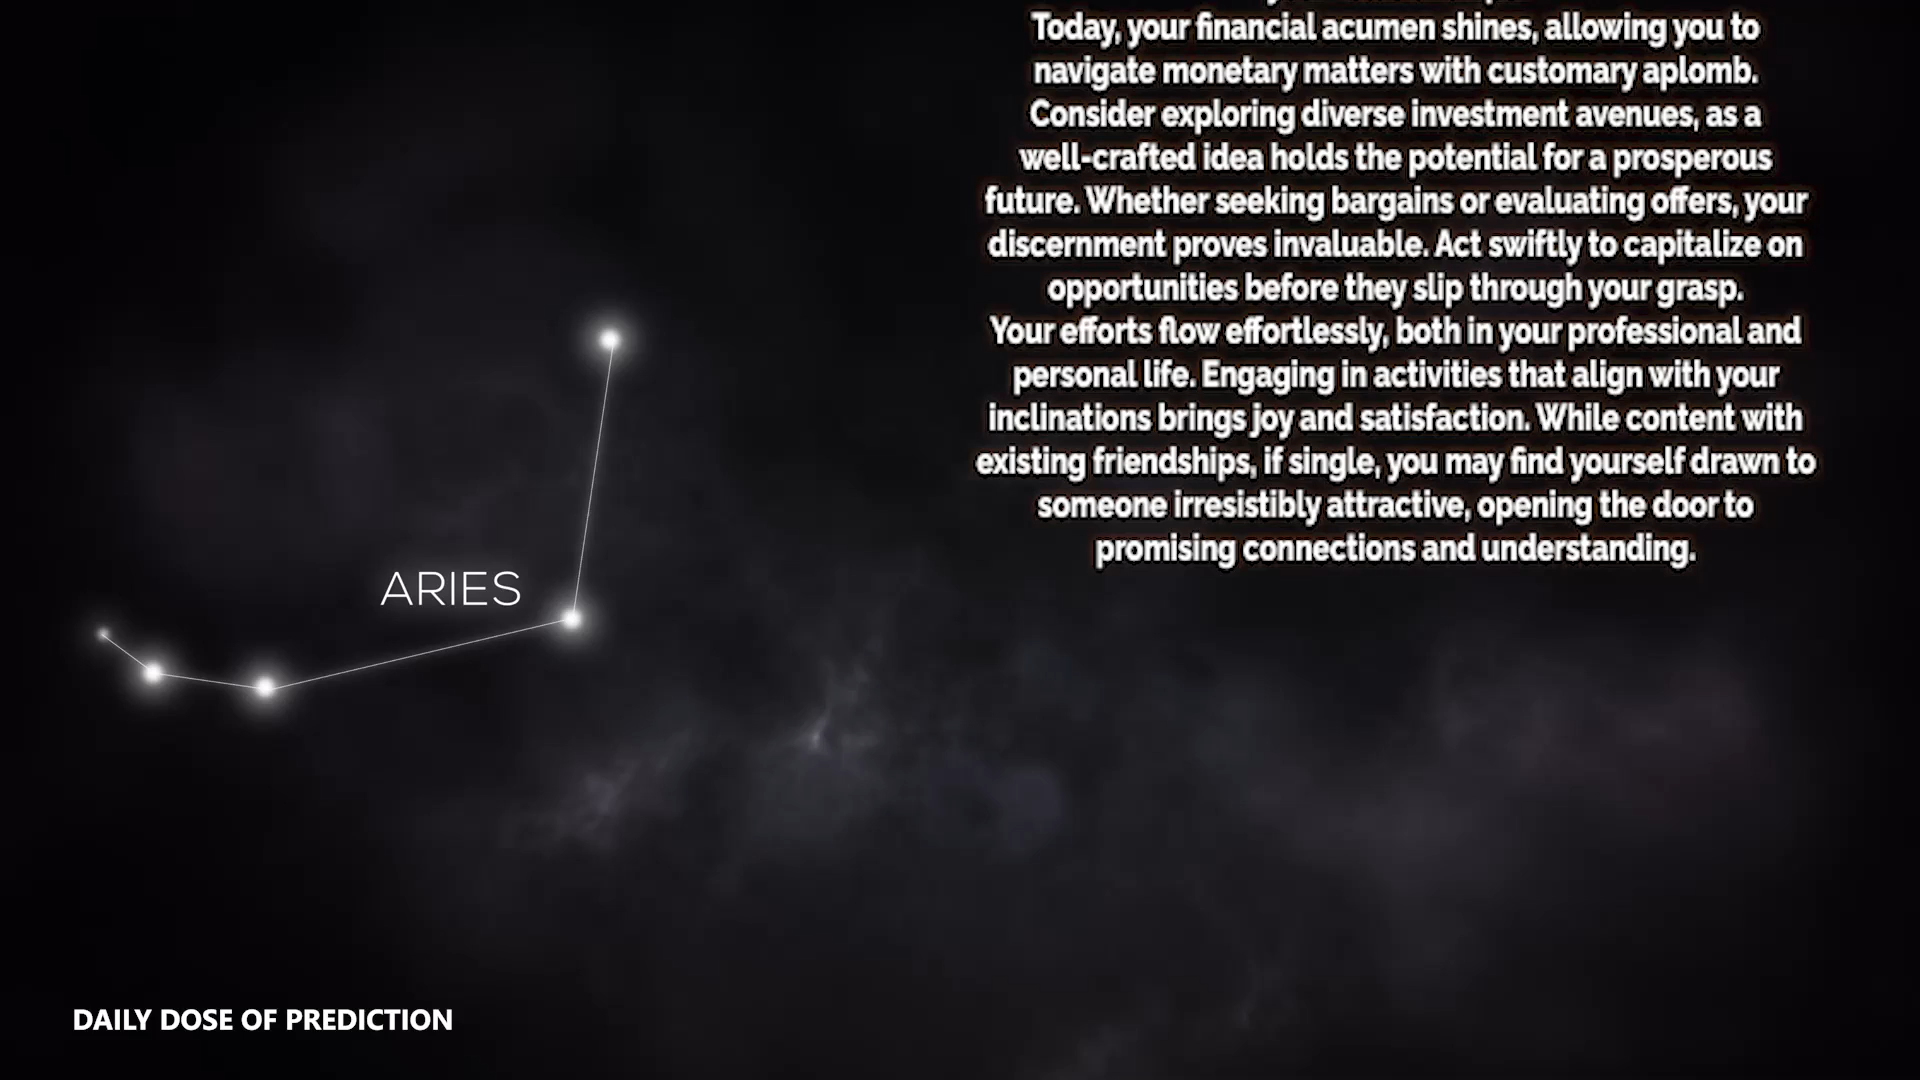 Today, your financial acumen shines, allowing you to
navigate monetary matters with customary aplomb.
Consider exploring diverse investment avenues, as a
well-crafted idea holds the potential for a prosperous
future. Whether seeking bargains or evaluating offers, your
discernment proves invaluable. Act swiftly to capitalize on
opportunities before they slip through your grasp.
Your efforts flow effortlessly, both in your professional and
personal life. Engaging in activities that align with your
inclinations brings joy and satisfaction. While content with
existing friendships, if single, you may find yourself drawn to
someone irresistibly attractive, opening the door to
promising connections and understanding.
ARIES
DAILY DOSE OF PREDICTION